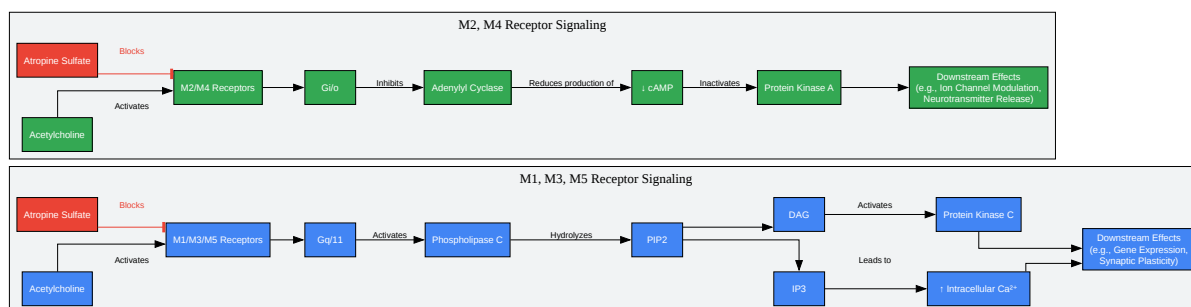 M2, M4 Receptor Signaling
Atropine Sulfate
Blocks
M2/M4 Receptors
Gi/o
Inhibits
Adenylyl Cyclase
Reduces production of
↓ cAMP
Inactivates
Protein Kinase A
Downstream Effects
(e.g., Ion Channel Modulation,
Neurotransmitter Release)
Activates
Acetylcholine
M1, M3, M5 Receptor Signaling
Atropine Sulfate
Blocks
M1/M3/M5 Receptors
Gq/11
Activates
Phospholipase C
Hydrolyzes
PIP2
DAG
Activates
Protein Kinase C
Downstream Effects
(e.g., Gene Expression,
Synaptic Plasticity)
Activates
Acetylcholine
IP3
Leads to
↑ Intracellular Ca²⁺